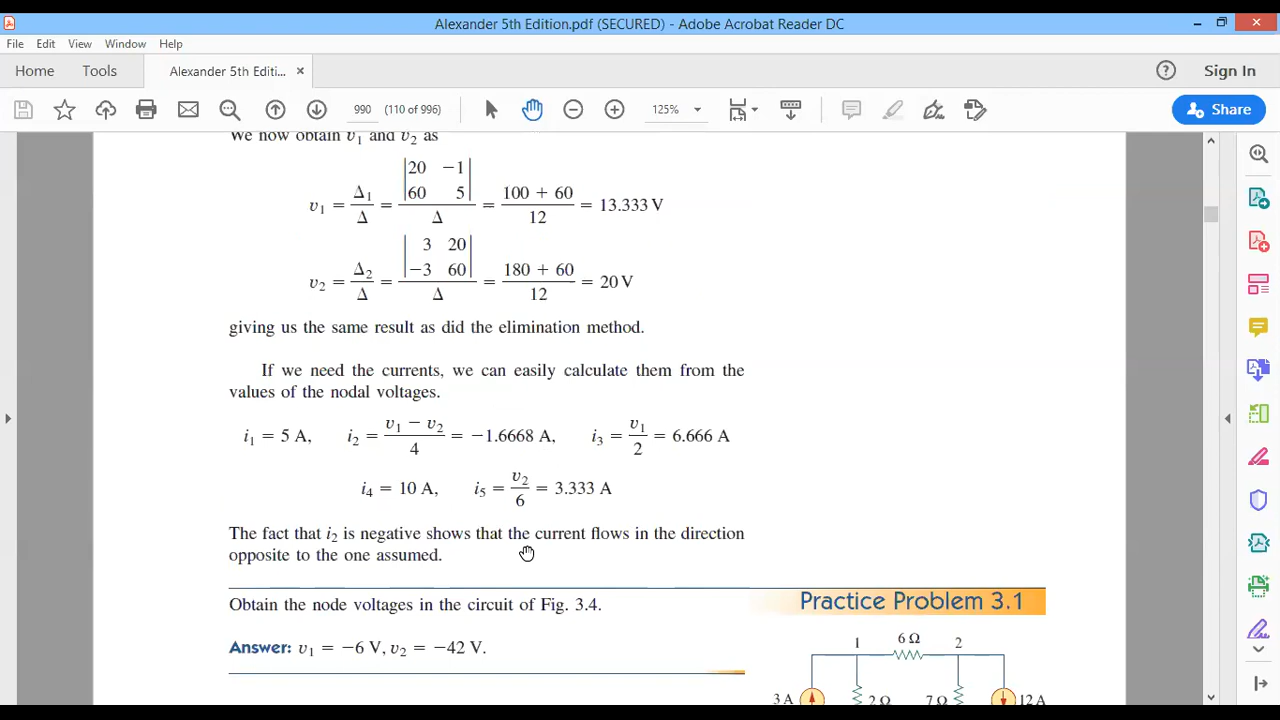 Alexander 5th Edition.pdf (SECURED) - Adobe Acrobat Reader DC
File Edit View Window Help
Home Tools Alexander 5th Editi... × Sign In
990 (110 of 996) 125% Share
We now obtain v₁ and v₂ as
v₁ = Δ₁/Δ = |20 −1; 60 5|/Δ = (100 + 60)/12 = 13.333 V
v₂ = Δ₂/Δ = |3 20; −3 60|/Δ = (180 + 60)/12 = 20 V
giving us the same result as did the elimination method.
If we need the currents, we can easily calculate them from the
values of the nodal voltages.
i₁ = 5 A, i₂ = (v₁ − v₂)/4 = −1.6668 A, i₃ = v₁/2 = 6.666 A
i₄ = 10 A, i₅ = v₂/6 = 3.333 A
The fact that i₂ is negative shows that the current flows in the direction
opposite to the one assumed.
Obtain the node voltages in the circuit of Fig. 3.4.
Answer: v₁ = −6 V, v₂ = −42 V.
Practice Problem 3.1
1 6 Ω 2
3 A 2 Ω 7 Ω 12 A